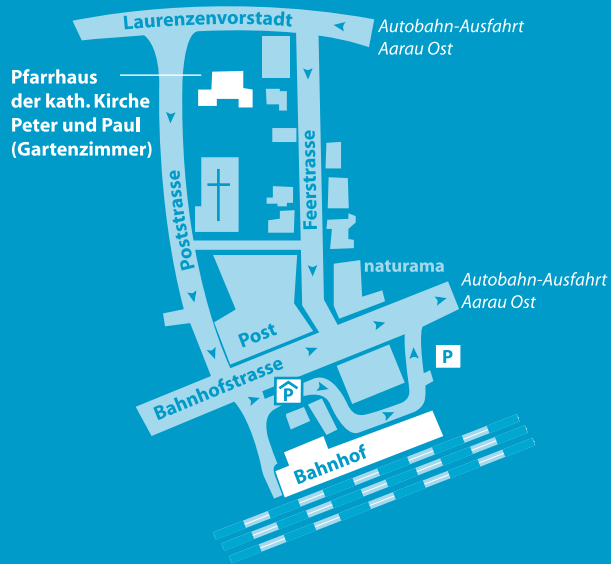 Laurenzenvorstadt
Autobahn-Ausfahrt
Aarau Ost
Pfarrhaus
der kath. Kirche
Peter und Paul
(Gartenzimmer)
Poststrasse
Feerstrasse
naturama
Autobahn-Ausfahrt
Aarau Ost
Post
Bahnhofstrasse
P
P
Bahnhof